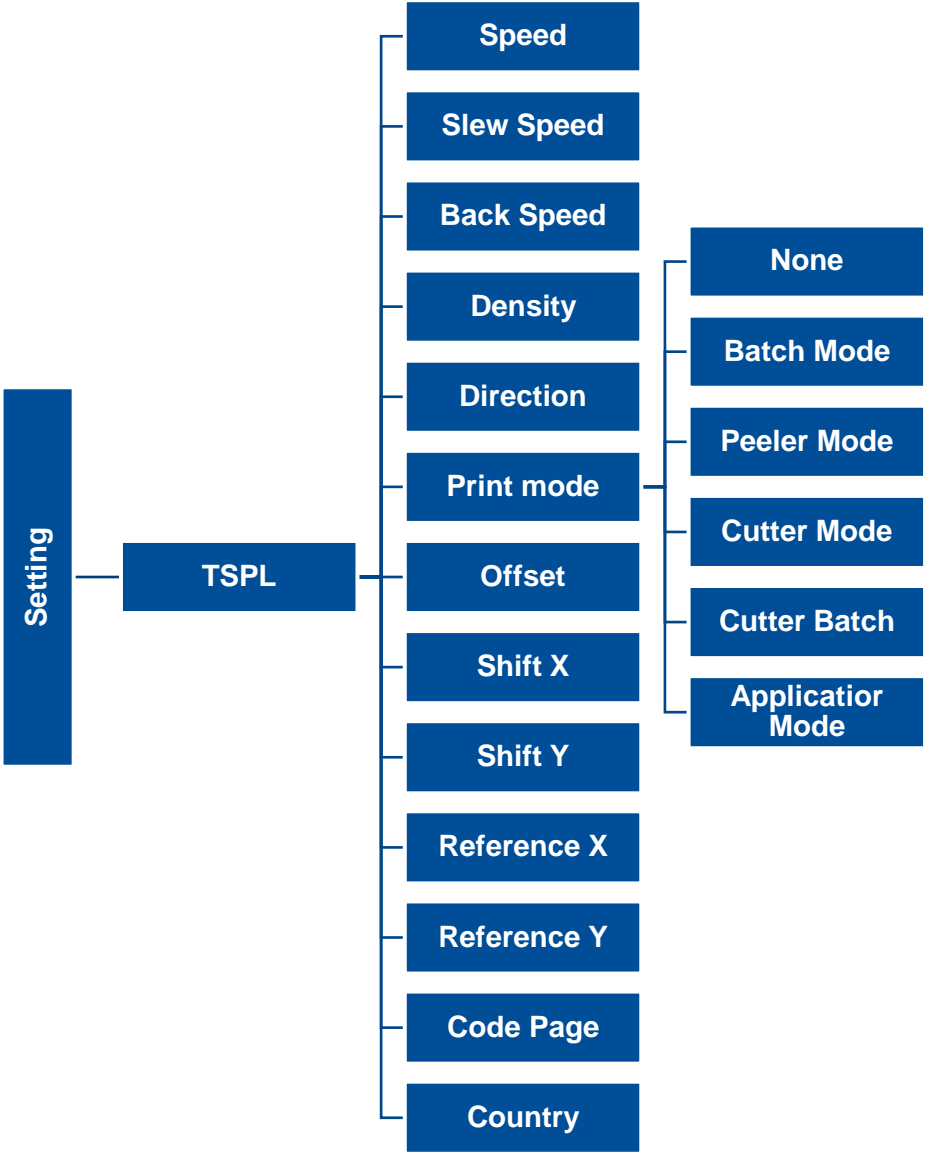 Setting
TSPL
Speed
Slew Speed
Back Speed
Density
Direction
Print mode
Offset
Shift X
Shift Y
Reference X
Reference Y
Code Page
Country
None
Batch Mode
Peeler Mode
Cutter Mode
Cutter Batch
Applicatior
Mode